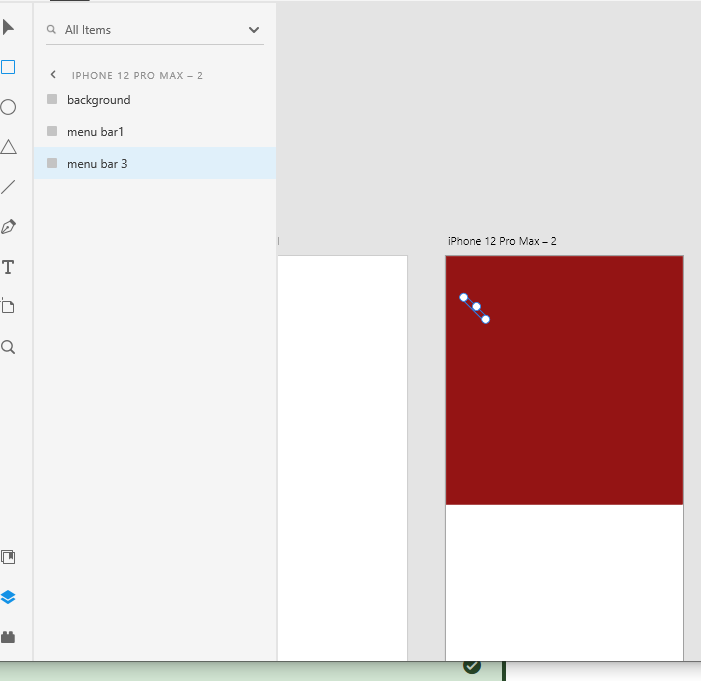 All Items
IPHONE 12 PRO MAX – 2
background
menu bar1
menu bar 3
iPhone 12 Pro Max – 2